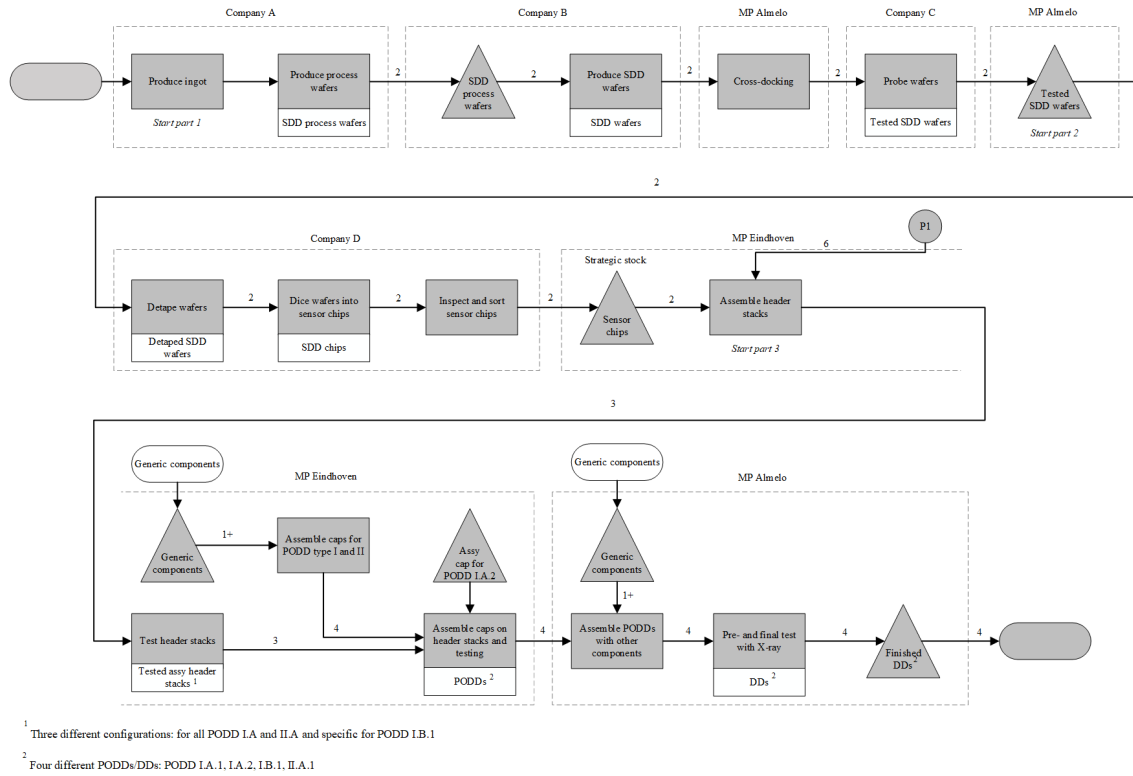 Company A
Company B
MP Almelo
Company C
MP Almelo
Produce ingot
Produce process
wafers
2
SDD
process
wafers
2
Produce SDD
wafers
2
Cross-docking
2
Probe wafers
2
Tested
SDD wafers
Start part 1
SDD process wafers
SDD wafers
Tested SDD wafers
Start part 2
2
Company D
MP Eindhoven
P1
6
Strategic stock
Detape wafers
2
Dice wafers into
sensor chips
2
Inspect and sort
sensor chips
2
Sensor
chips
2
Assemble header
stacks
Detaped SDD
wafers
SDD chips
Start part 3
3
Generic components
MP Eindhoven
Generic components
MP Almelo
Generic
components
1+
Assemble caps for
PODD type I and II
Assy
cap for
PODD I.A.2
Generic
components
1+
Test header stacks
3
4
Assemble caps on
header stacks and
testing
4
Assemble PODDs
with other
components
4
Pre- and final test
with X-ray
4
Finished
DDs 2
4
Tested assy header
stacks 1
PODDs 2
DDs 2
1 Three different configurations: for all PODD I.A and II.A and specific for PODD I.B.1
2 Four different PODDs/DDs: PODD I.A.1, I.A.2, I.B.1, II.A.1